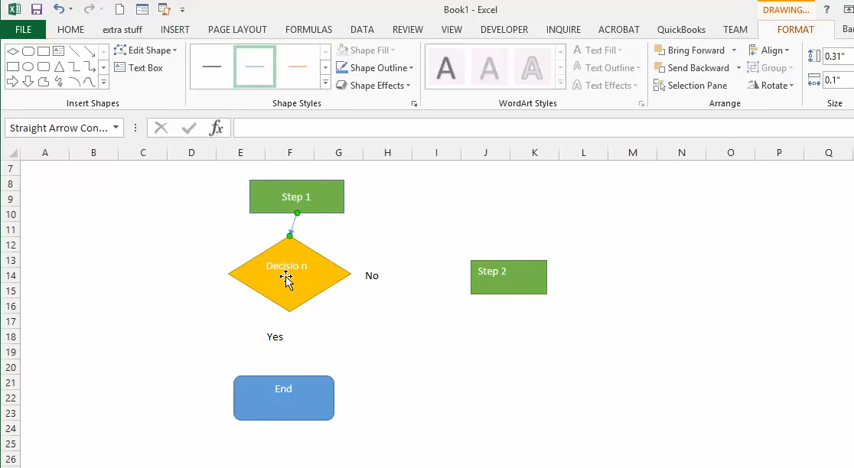 Book1 - Excel
DRAWING...
?
FILE HOME extra stuff INSERT PAGE LAYOUT FORMULAS DATA REVIEW VIEW DEVELOPER INQUIRE ACROBAT QuickBooks TEAM FORMAT Bar
Edit Shape
Text Box
Insert Shapes
Shape Fill
Shape Outline
Shape Effects
Shape Styles
A A A
Text Fill
Text Outline
Text Effects
WordArt Styles
Bring Forward
Send Backward
Selection Pane
Align
Group
Rotate
Arrange
0.31"
0.1"
Size
Straight Arrow Con...
fx
A B C D E F G H I J K L M N O P Q
7
8
9
10
11
12
13
14
15
16
17
18
19
20
21
22
23
24
25
26
Step 1
Decisio n
No
Step 2
Yes
End